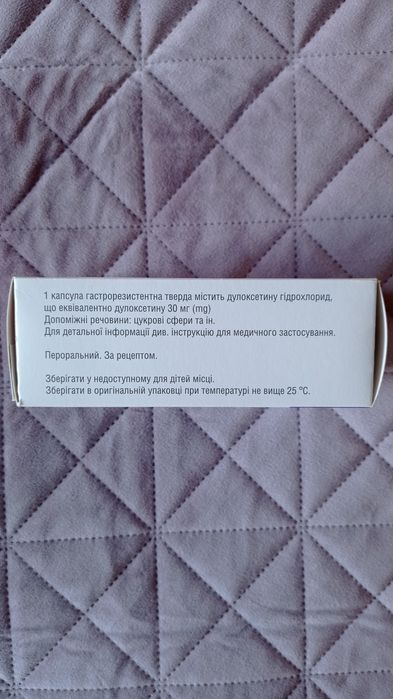 1 капсула гастрорезистентна тверда містить дулоксетину гідрохлорид,
що еквівалентно дулоксетину 30 мг (mg)
Допоміжні речовини: цукрові сфери та ін.
Для детальної інформації див. інструкцію для медичного застосування.
Пероральний. За рецептом.
Зберігати у недоступному для дітей місці.
Зберігати в оригінальній упаковці при температурі не вище 25 °С.